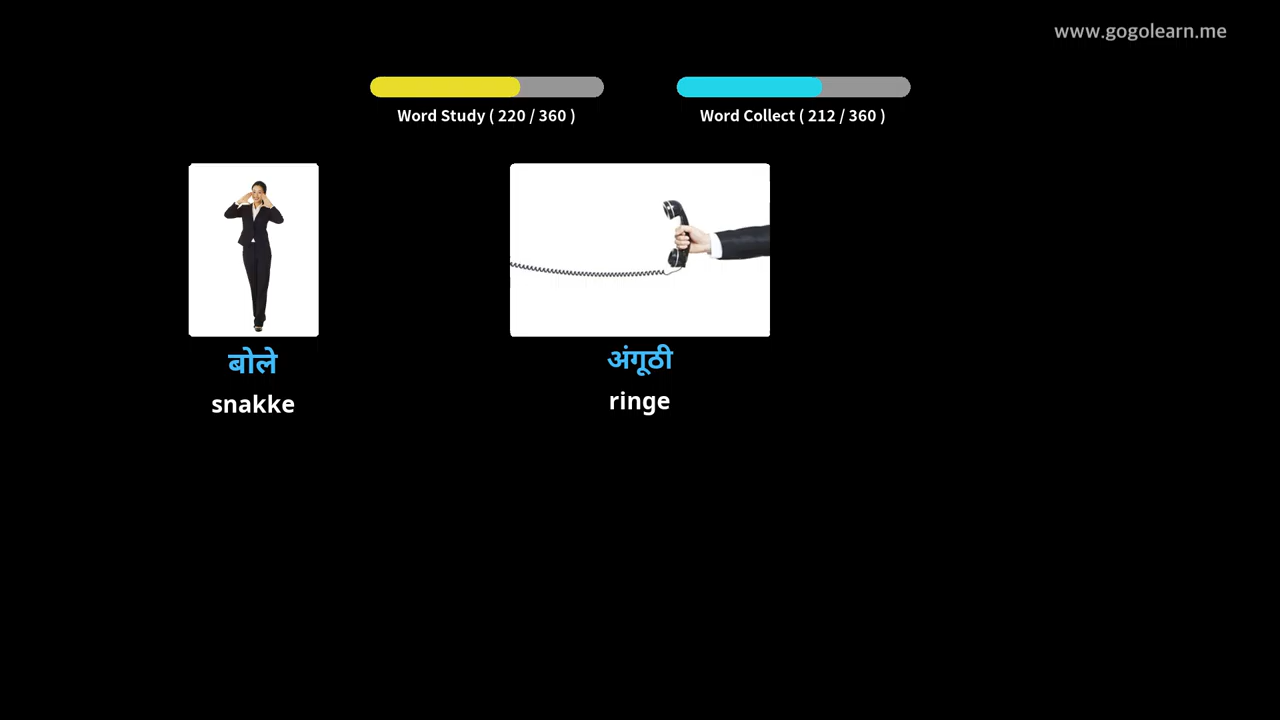 www.gogolearn.me
Word Study ( 220 / 360 )
Word Collect ( 212 / 360 )
बोले
snakke
अंगूठी
ringe